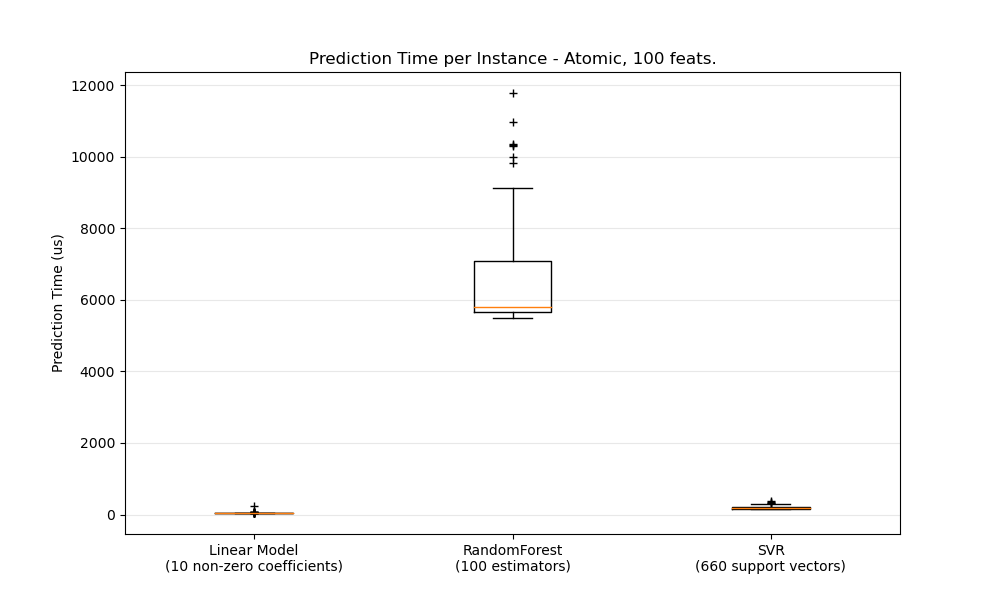 Prediction Time per Instance - Atomic, 100 feats.
Prediction Time (us)
12000
10000
8000
6000
4000
2000
0
Linear Model
(10 non-zero coefficients)
RandomForest
(100 estimators)
SVR
(660 support vectors)